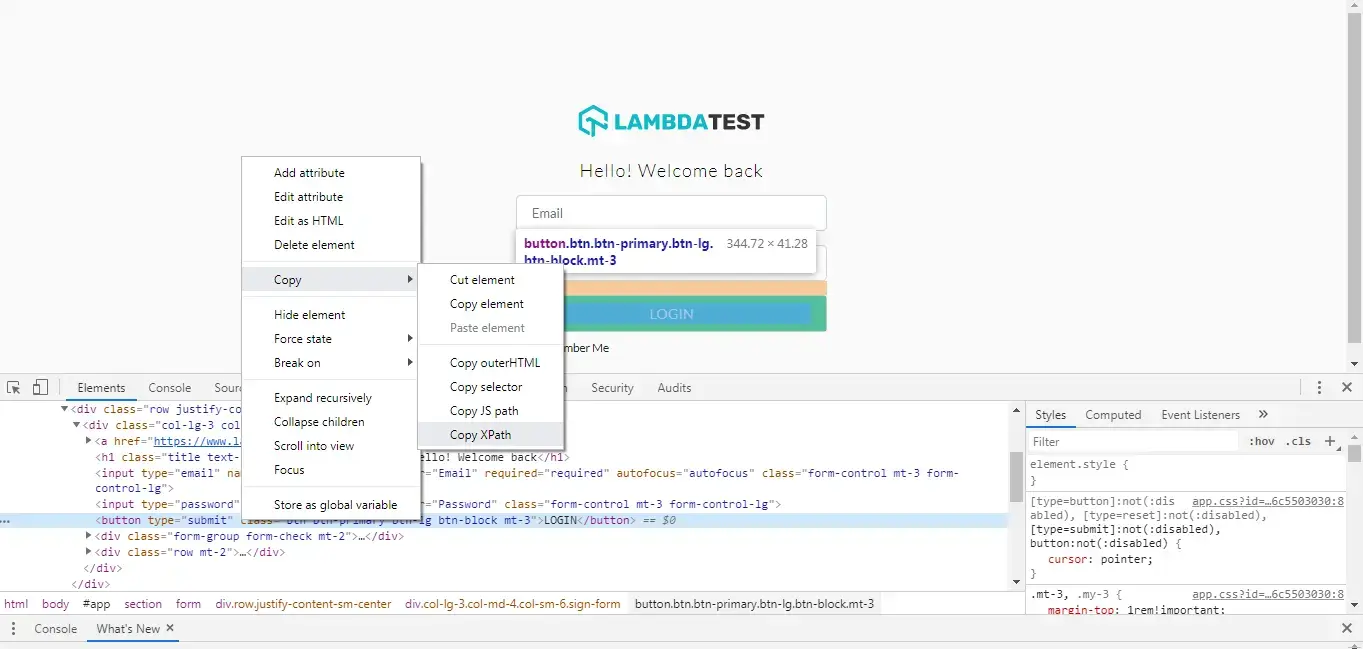 LAMBDATEST
Hello! Welcome back
Email
button.btn.btn-primary.btn-lg. 344.72 × 41.28
btn-block.mt-3
LOGIN
mber Me
Add attribute
Edit attribute
Edit as HTML
Delete element
Copy
Hide element
Force state
Break on
Expand recursively
Collapse children
Scroll into view
Focus
Store as global variable
Cut element
Copy element
Paste element
Copy outerHTML
Copy selector
Copy JS path
Copy XPath
Elements Console Sour Security Audits
<div class="row justify-co
<div class="col-lg-3 col
<a href="https://www.la
<h1 class="title text- ello! Welcome back</h1>
<input type="email" na r="Email" required="required" autofocus="autofocus" class="form-control mt-3 form-
control-lg">
<input type="password" r="Password" class="form-control mt-3 form-control-lg">
... <button type="submit" class="btn btn-primary btn-lg btn-block mt-3">LOGIN</button> == $0
<div class="form-group form-check mt-2">…</div>
<div class="row mt-2">…</div>
</div>
</div>
html body #app section form div.row.justify-content-sm-center div.col-lg-3.col-md-4.col-sm-6.sign-form button.btn.btn-primary.btn-lg.btn-block.mt-3
Styles Computed Event Listeners »
Filter :hov .cls +
element.style {
}
[type=button]:not(:dis app.css?id=…6c5503030:8
abled), [type=reset]:not(:disabled),
[type=submit]:not(:disabled),
button:not(:disabled) {
cursor: pointer;
}
.mt-3, .my-3 { app.css?id=…6c5503030:8
margin-top: 1rem!important;
Console What's New ×